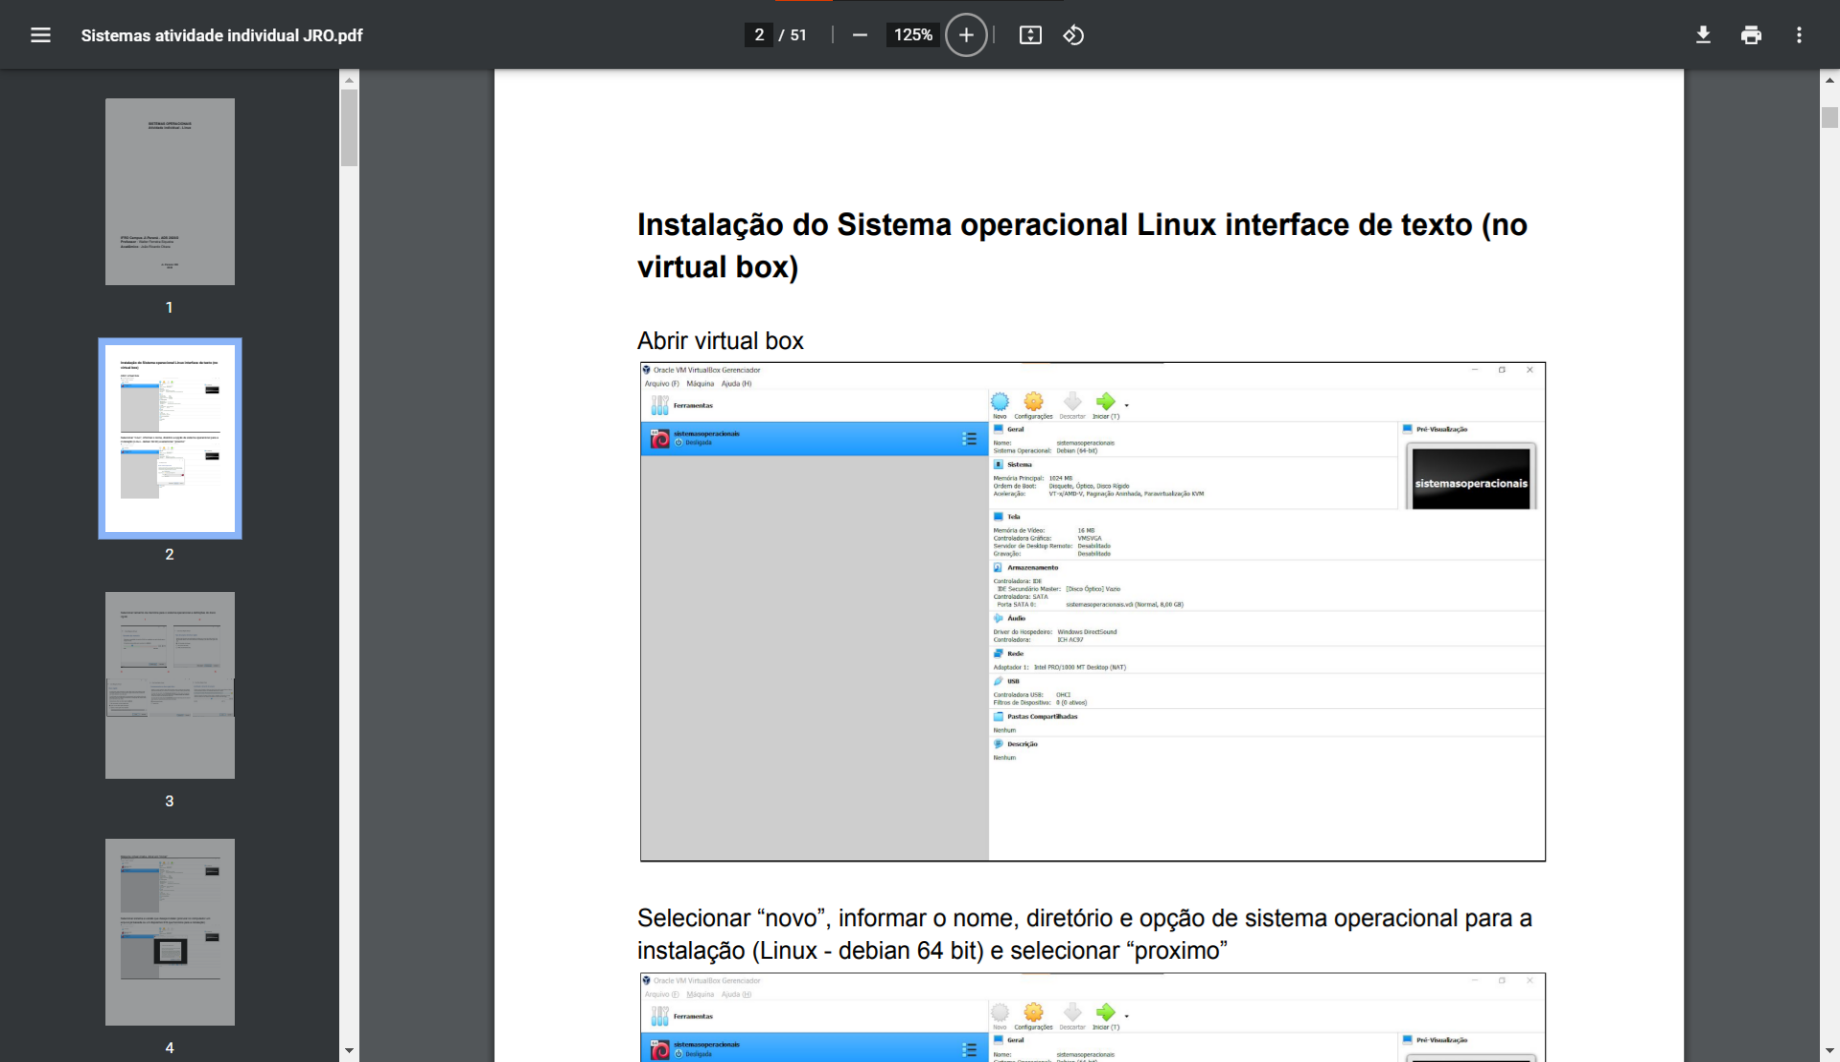 Sistemas atividade individual JRO.pdf
2 / 51
125%
SISTEMAS OPERACIONAIS
1
2
3
4
Instalação do Sistema operacional Linux interface de texto (no
virtual box)
Abrir virtual box
Oracle VM VirtualBox Gerenciador
Arquivo (F) Máquina Ajuda (H)
Ferramentas
Novo Configurações Descartar Iniciar (T)
sistemasoperacionais
Desligada
Geral
Nome: sistemasoperacionais
Sistema Operacional: Debian (64-bit)
Pré-Visualização
sistemasoperacionais
Sistema
Memória Principal: 1024 MB
Ordem de Boot: Disquete, Óptico, Disco Rígido
Aceleração: VT-x/AMD-V, Paginação Aninhada, Paravirtualização KVM
Tela
Memória de Vídeo: 16 MB
Controladora Gráfica: VMSVGA
Servidor de Desktop Remoto: Desabilitado
Gravação: Desabilitado
Armazenamento
Controladora: IDE
IDE Secundário Master: [Disco Óptico] Vazio
Controladora: SATA
Porta SATA 0: sistemasoperacionais.vdi (Normal, 8,00 GB)
Áudio
Driver do Hospedeiro: Windows DirectSound
Controladora: ICH AC97
Rede
Adaptador 1: Intel PRO/1000 MT Desktop (NAT)
USB
Controladora USB: OHCI
Filtros de Dispositivo: 0 (0 ativos)
Pastas Compartilhadas
Nenhum
Descrição
Nenhum
Selecionar “novo”, informar o nome, diretório e opção de sistema operacional para a
instalação (Linux - debian 64 bit) e selecionar “proximo”
Oracle VM VirtualBox Gerenciador
Arquivo (F) Máquina Ajuda (H)
Ferramentas
Novo Configurações Descartar Iniciar (T)
sistemasoperacionais
Desligada
Geral
Nome: sistemasoperacionais
Pré-Visualização